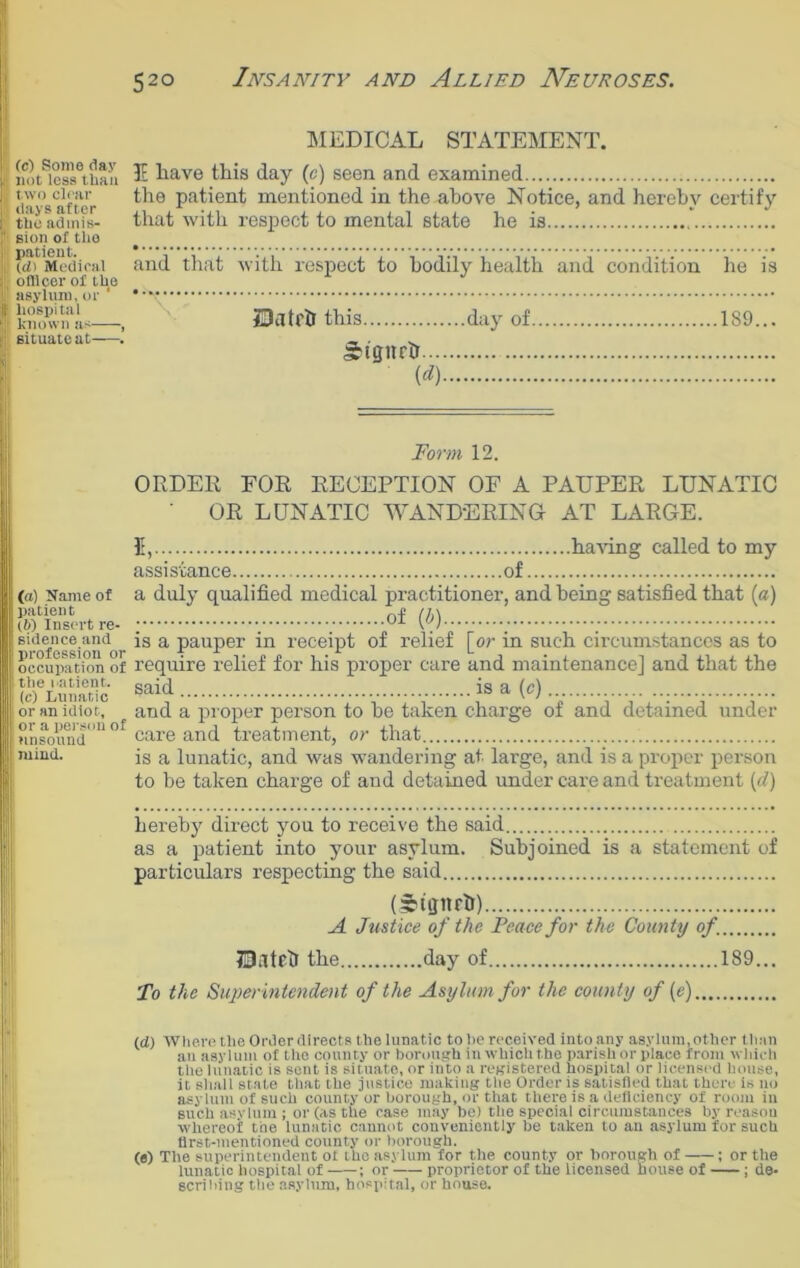 520 INSANITY AND ALLIED NEUROSES.
MEDICAL STATEMENT.
(c) Some day
not less than
two clear
days after
the admis-
sion of the
patient.
(d) Medical
officer of the
asylum, or
hospital
known as——,
situate at——.
I have this day (c) seen and examined..............................
the patient mentioned in the above Notice, and hereby certify
that with respect to mental state he is..............................
..............................
and that with respect to bodily health and condition he is
..............................
Dated this..................day of..............................189...
Signed..............................
(d)..............................
Form 12.
ORDER FOR RECEPTION OF A PAUPER LUNATIC
OR LUNATIC WANDERING AT LARGE.
(a) Name of
patient
(b) Insert re-
sidence and
profession or
occupation of
the patient.
(c) Lunatic
or an idiot,
or a person of
unsound
mind.
I,..............................having called to my
assistance..............................of..............................
a duly qualified medical practitioner, and being satisfied that (a)
..............................of (b)..............................
is a pauper in receipt of relief [or in such circumstances as to
require relief for his proper care and maintenance] and that the
said..............................is a (c)..............................
and a proper person to be taken charge of and detained under
care and treatment, or that..............................
is a lunatic, and was wandering at large, and is a proper person
to be taken charge of and detained under care and treatment (d)
..............................
hereby direct you to receive the said..............................
as a patient into your asylum. Subjoined is a statement of
particulars respecting the said..............................
(Signed)..............................
A Justice of the Peace for the County of.........
Dated the............day of..............................189...
To the Superintendent of the Asylum for the county of (e)............
(d) Where the Order directs the lunatic to be received into any asylum, other than
an asylum of the county or borough in which the parish or place from which
the lunatic is sent is situate, or into a registered hospital or licensed house,
it shall state that the justice making the Order is satisfied that there is no
asylum of such county or borough, or that there is a deficiency of room in
such asylum ; or (as the case may be) the special circumstances by reason
whereof the lunatic cannot conveniently be taken to an asylum for such
first-mentioned county or borough.
(e) The superintendent of the asylum for the county or borough of ——; or the
lunatic hospital of ——; or —— proprietor of the licensed house of ——; de-
scribing the asylum, hospital, or house.